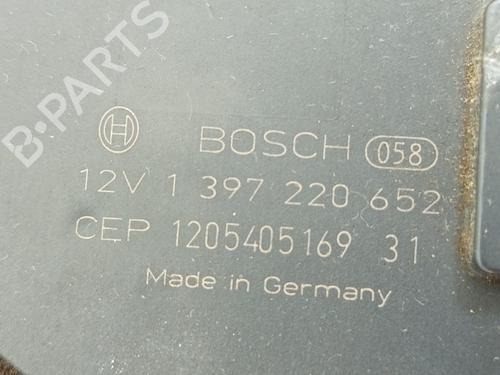 B-PARTS
BOSCH 058
12V 1 397 220 652
CEP 1205405169 31
Made in Germany